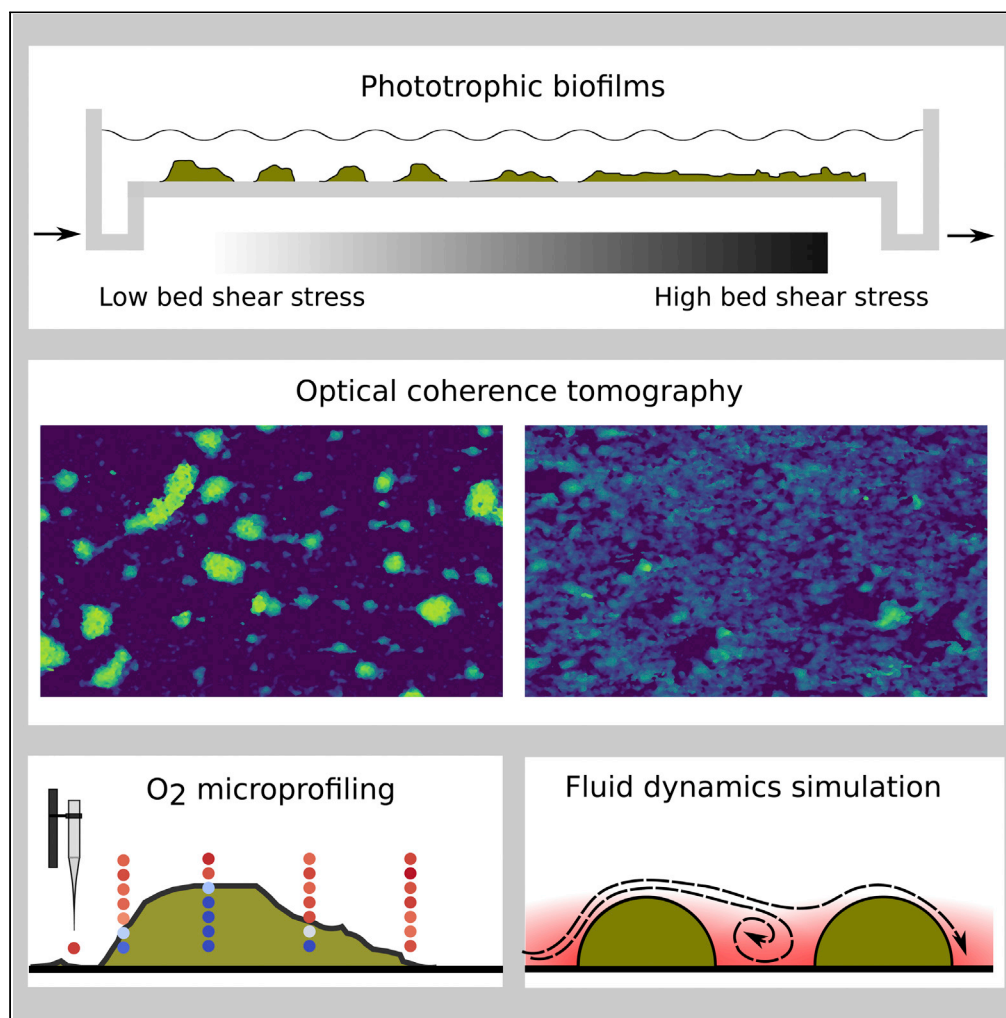 Phototrophic biofilms
Low bed shear stress
High bed shear stress
Optical coherence tomography
O2 microprofiling
Fluid dynamics simulation